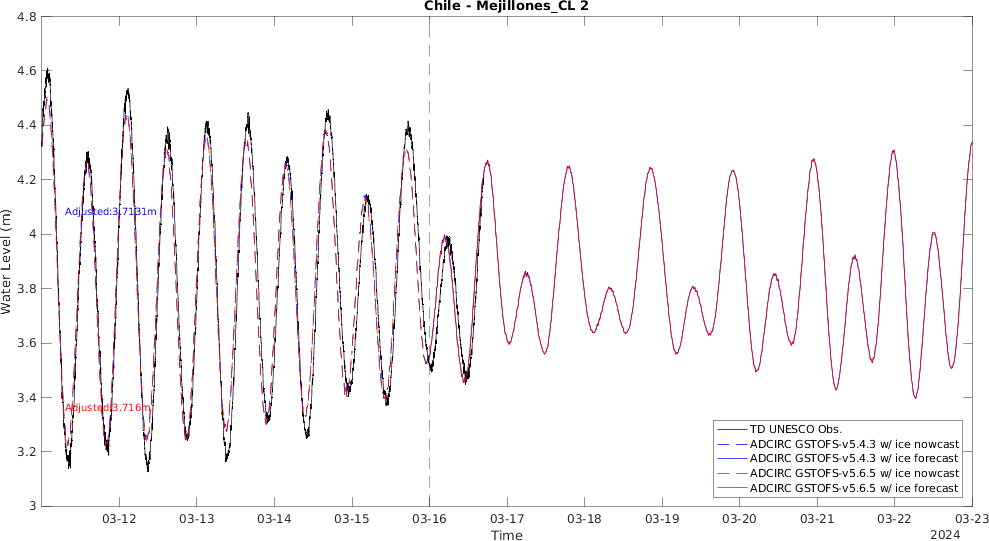 Chile - Mejillones_CL 2
4.8
4.6
4.4
4.2
4
3.8
3.6
3.4
3.2
3
Water Level (m)
Adjusted:3.7131m
Adjusted:3.716m
TD UNESCO Obs.
ADCIRC GSTOFS-v5.4.3 w/ ice nowcast
ADCIRC GSTOFS-v5.4.3 w/ ice forecast
ADCIRC GSTOFS-v5.6.5 w/ ice nowcast
ADCIRC GSTOFS-v5.6.5 w/ ice forecast
03-12 03-13 03-14 03-15 03-16 03-17 03-18 03-19 03-20 03-21 03-22 03-23
Time
2024